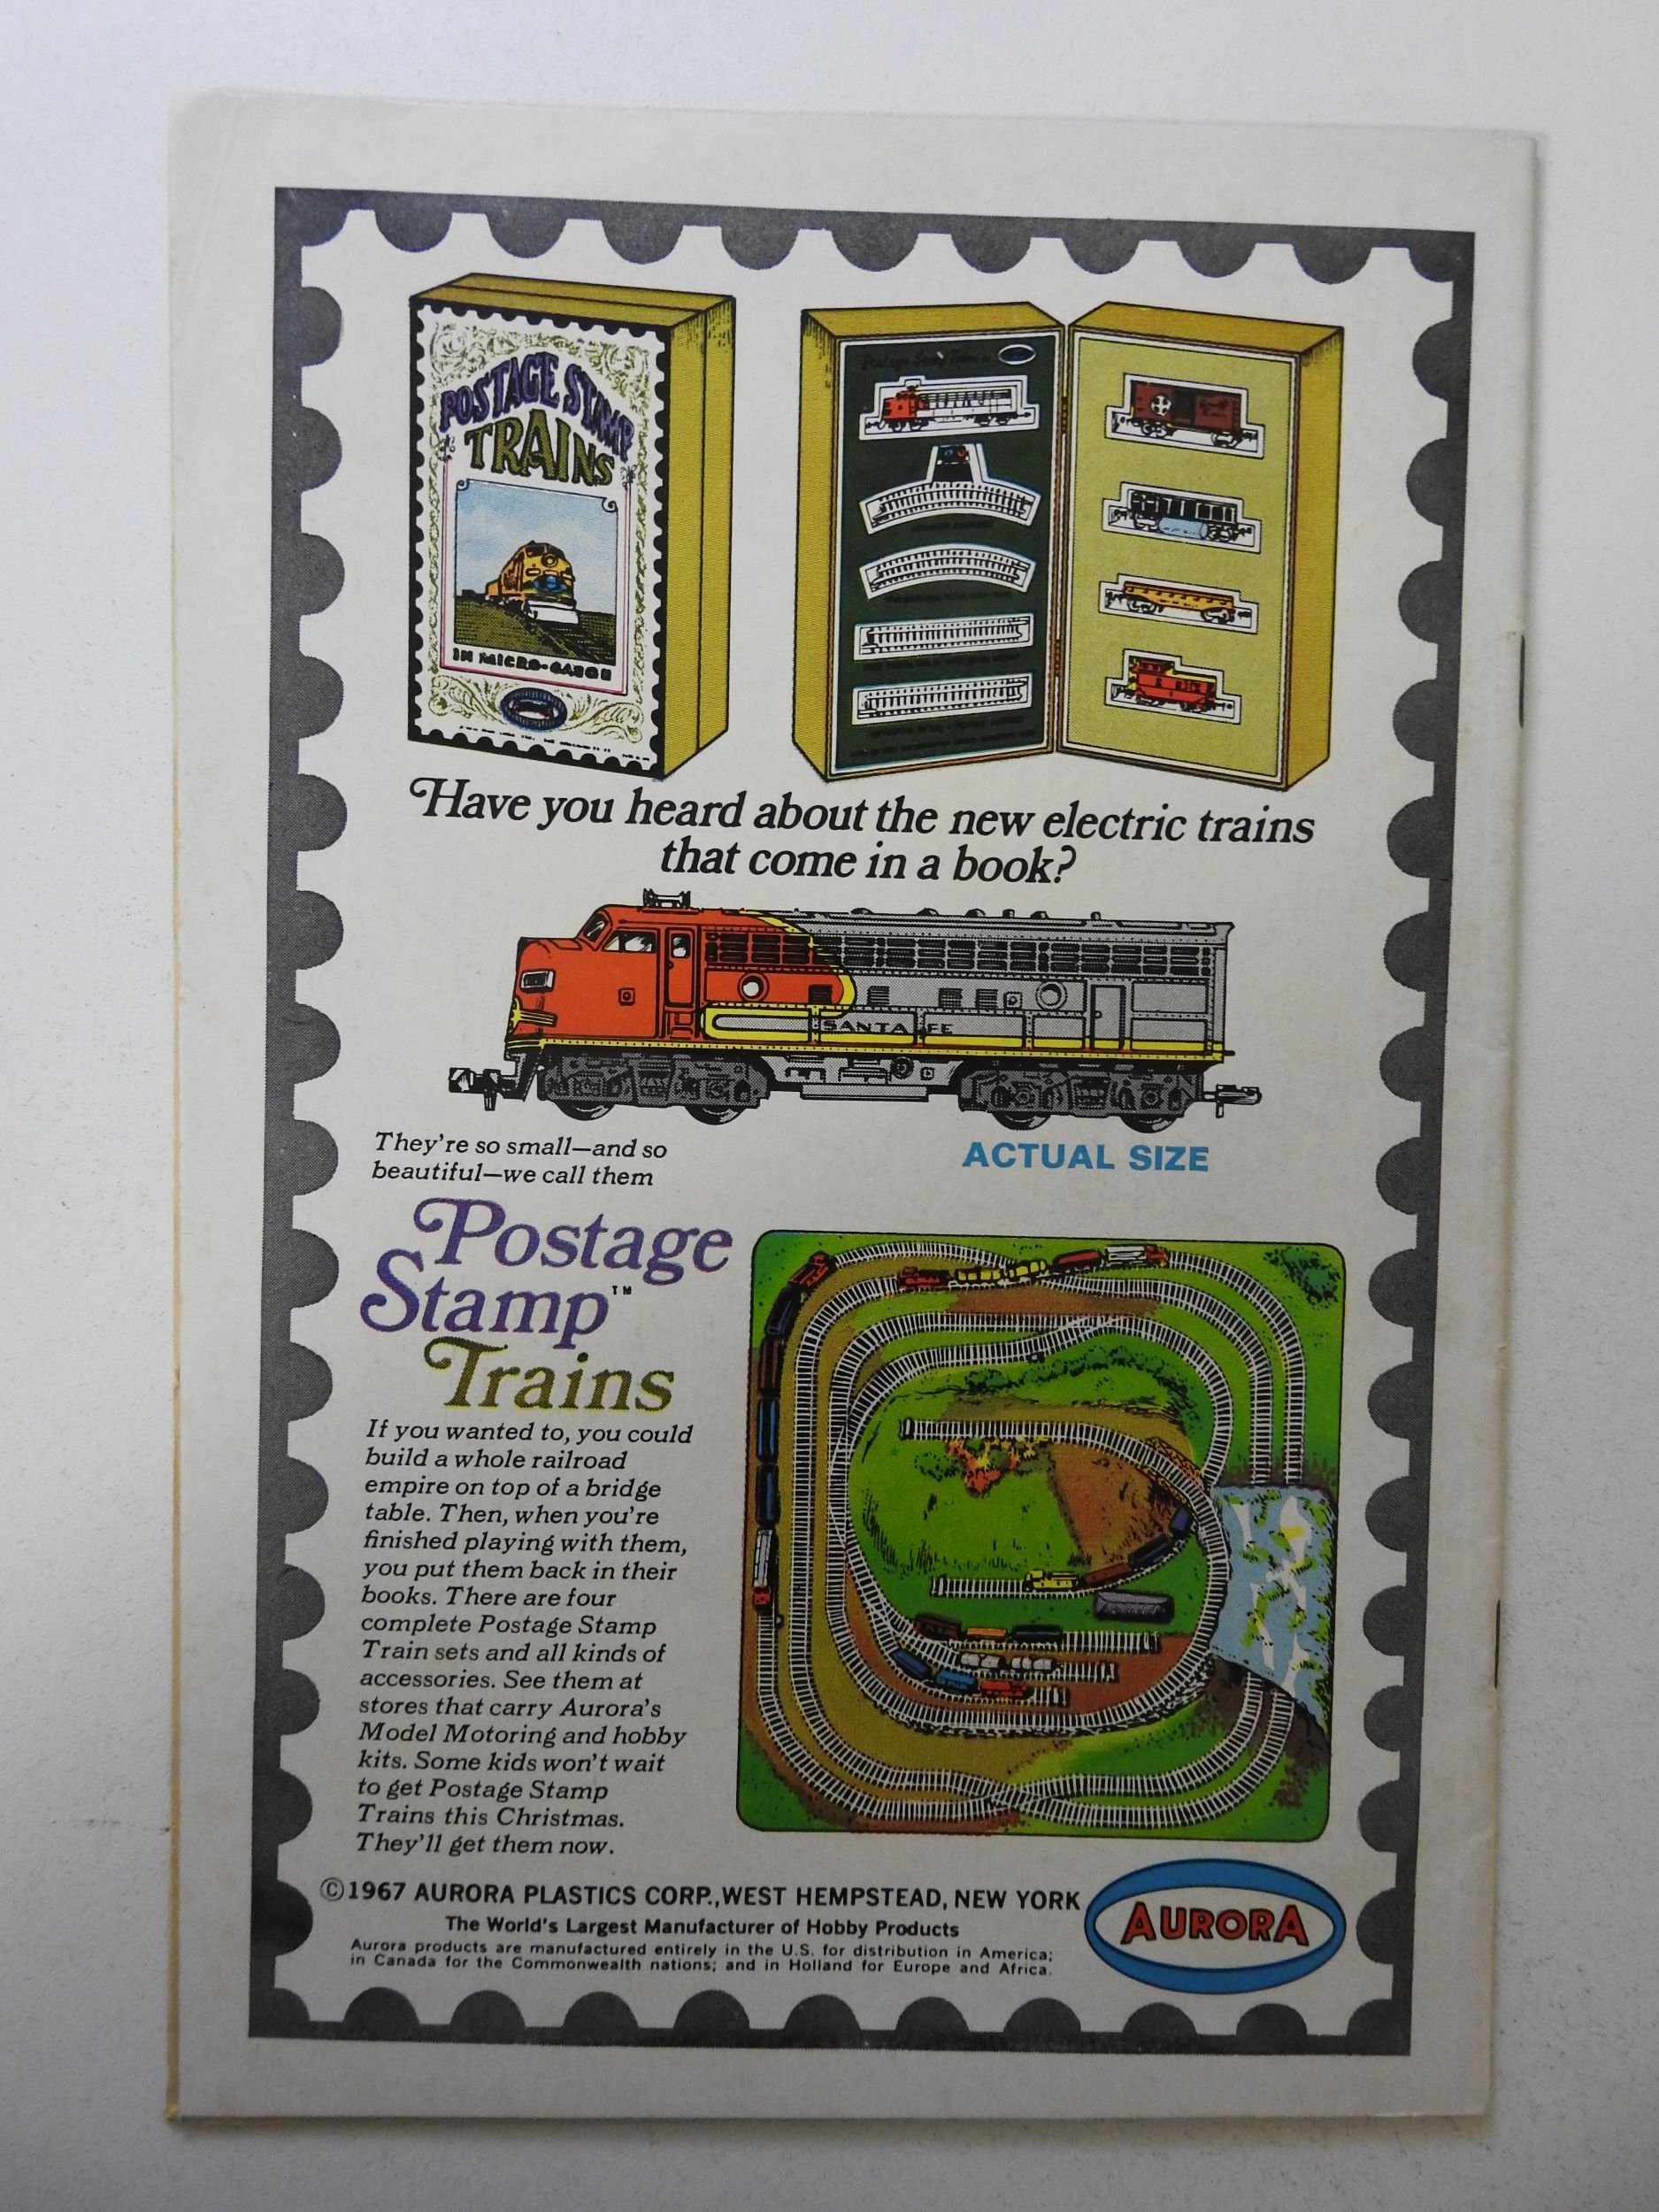 POSTAGE STAMP
TRAINS
IN MICRO-GAUGE
Postage Stamp Trains
Have you heard about the new electric trains
that come in a book?
SANTA FE
They're so small—and so
beautiful—we call them
ACTUAL SIZE
Postage
Stamp™
Trains
If you wanted to, you could
build a whole railroad
empire on top of a bridge
table. Then, when you're
finished playing with them,
you put them back in their
books. There are four
complete Postage Stamp
Train sets and all kinds of
accessories. See them at
stores that carry Aurora's
Model Motoring and hobby
kits. Some kids won't wait
to get Postage Stamp
Trains this Christmas.
They'll get them now.
©1967 AURORA PLASTICS CORP., WEST HEMPSTEAD, NEW YORK
The World's Largest Manufacturer of Hobby Products
Aurora products are manufactured entirely in the U.S. for distribution in America;
in Canada for the Commonwealth nations; and in Holland for Europe and Africa.
AURORA